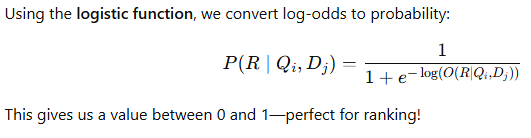 Using the logistic function, we convert log-odds to probability:
P(R | Q_i, D_j) = \frac{1}{1 + e^{-\log(O(R|Q_i,D_j))}}
This gives us a value between 0 and 1—perfect for ranking!